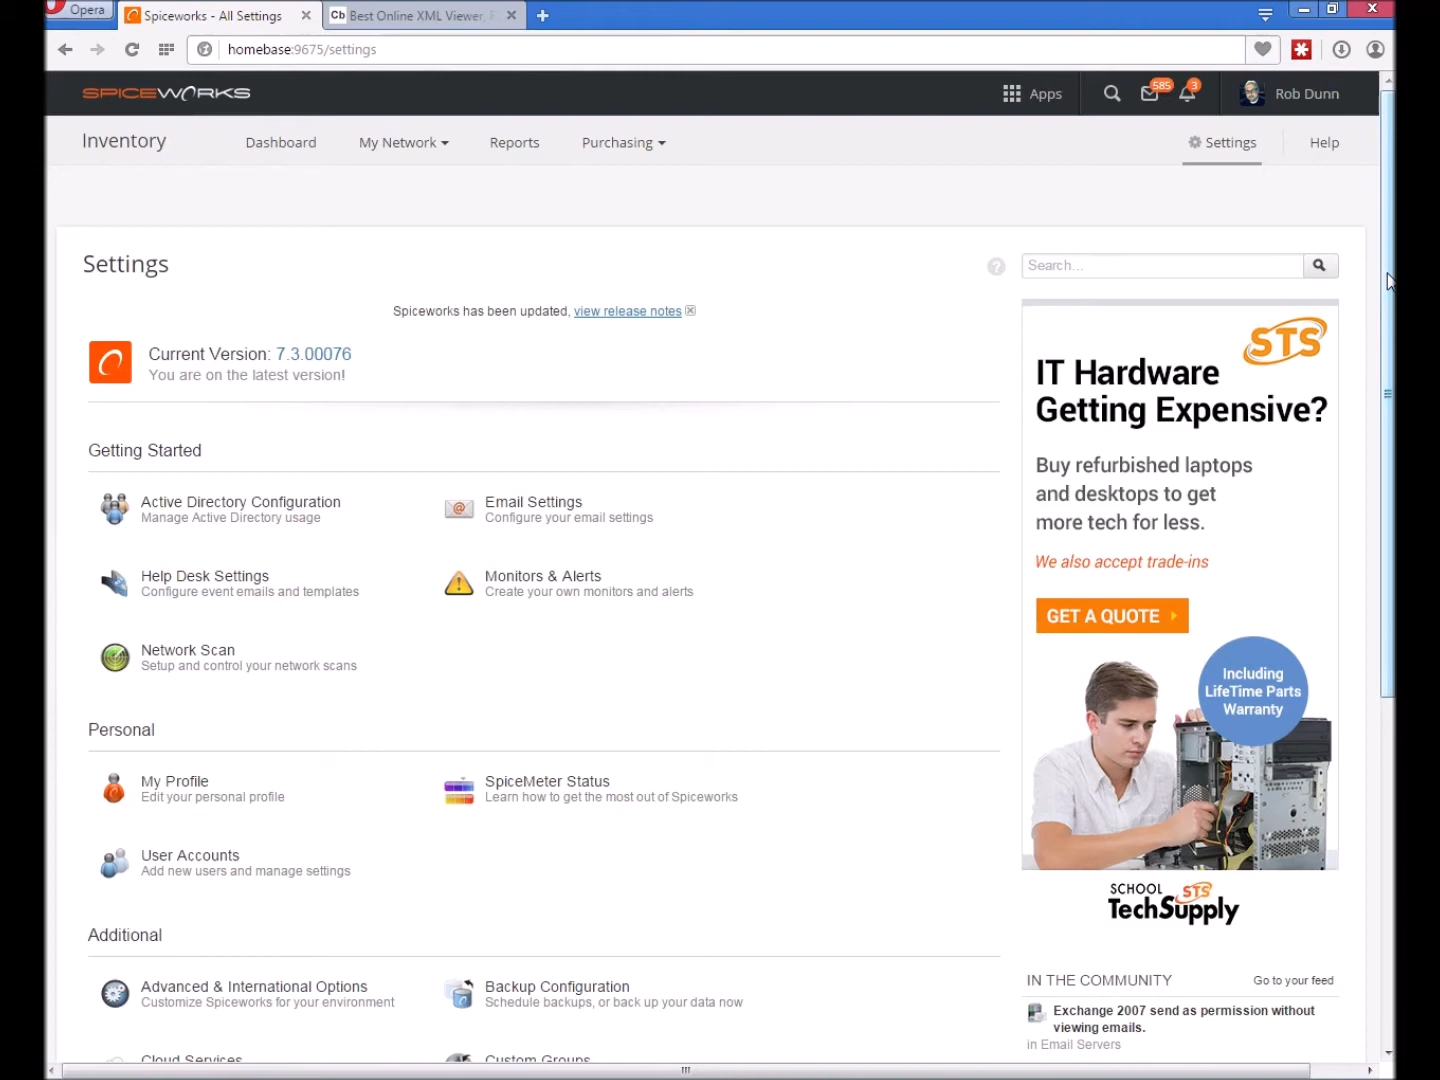 Opera
Spiceworks - All Settings
Cb Best Online XML Viewer,
homebase:9675/settings
SPICEWORKS
Apps
585
3
Rob Dunn
Inventory
Dashboard
My Network
Reports
Purchasing
Settings
Help
Settings
?
Search...
Spiceworks has been updated, view release notes
Current Version: 7.3.00076
You are on the latest version!
Getting Started
Active Directory Configuration
Manage Active Directory usage
Email Settings
Configure your email settings
Help Desk Settings
Configure event emails and templates
Monitors & Alerts
Create your own monitors and alerts
Network Scan
Setup and control your network scans
Personal
My Profile
Edit your personal profile
SpiceMeter Status
Learn how to get the most out of Spiceworks
User Accounts
Add new users and manage settings
Additional
Advanced & International Options
Customize Spiceworks for your environment
Backup Configuration
Schedule backups, or back up your data now
Cloud Services
Custom Groups
STS
IT Hardware
Getting Expensive?
Buy refurbished laptops
and desktops to get
more tech for less.
We also accept trade-ins
GET A QUOTE
Including
LifeTime Parts
Warranty
SCHOOL STS
TechSupply
IN THE COMMUNITY
Go to your feed
Exchange 2007 send as permission without
viewing emails.
in Email Servers